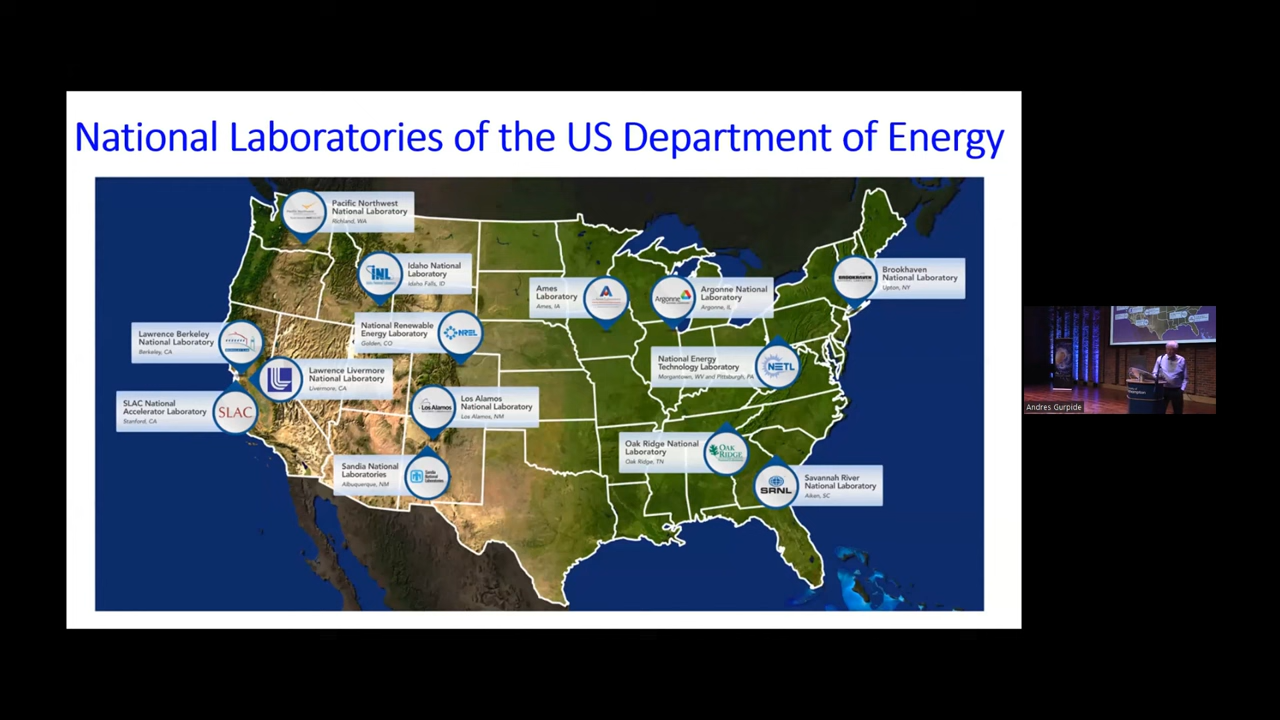 National Laboratories of the US Department of Energy
Pacific Northwest
National Laboratory
Richland, WA
INL
Idaho National
Laboratory
Idaho Falls, ID
Ames
Laboratory
Ames, IA
Argonne
Argonne National
Laboratory
Argonne, IL
BROOKHAVEN
Brookhaven
National Laboratory
Upton, NY
Lawrence Berkeley
National Laboratory
Berkeley, CA
National Renewable
Energy Laboratory
Golden, CO
NREL
Lawrence Livermore
National Laboratory
Livermore, CA
National Energy
Technology Laboratory
Morgantown, WV and Pittsburgh, PA
NETL
SLAC National
Accelerator Laboratory
Stanford, CA
SLAC
Los Alamos
Los Alamos
National Laboratory
Los Alamos, NM
Andres Gurpide
Oak Ridge National
Laboratory
Oak Ridge, TN
OAK
RIDGE
Sandia National
Laboratories
Albuquerque, NM
Sandia
National
Laboratories
SRNL
Savannah River
National Laboratory
Aiken, SC